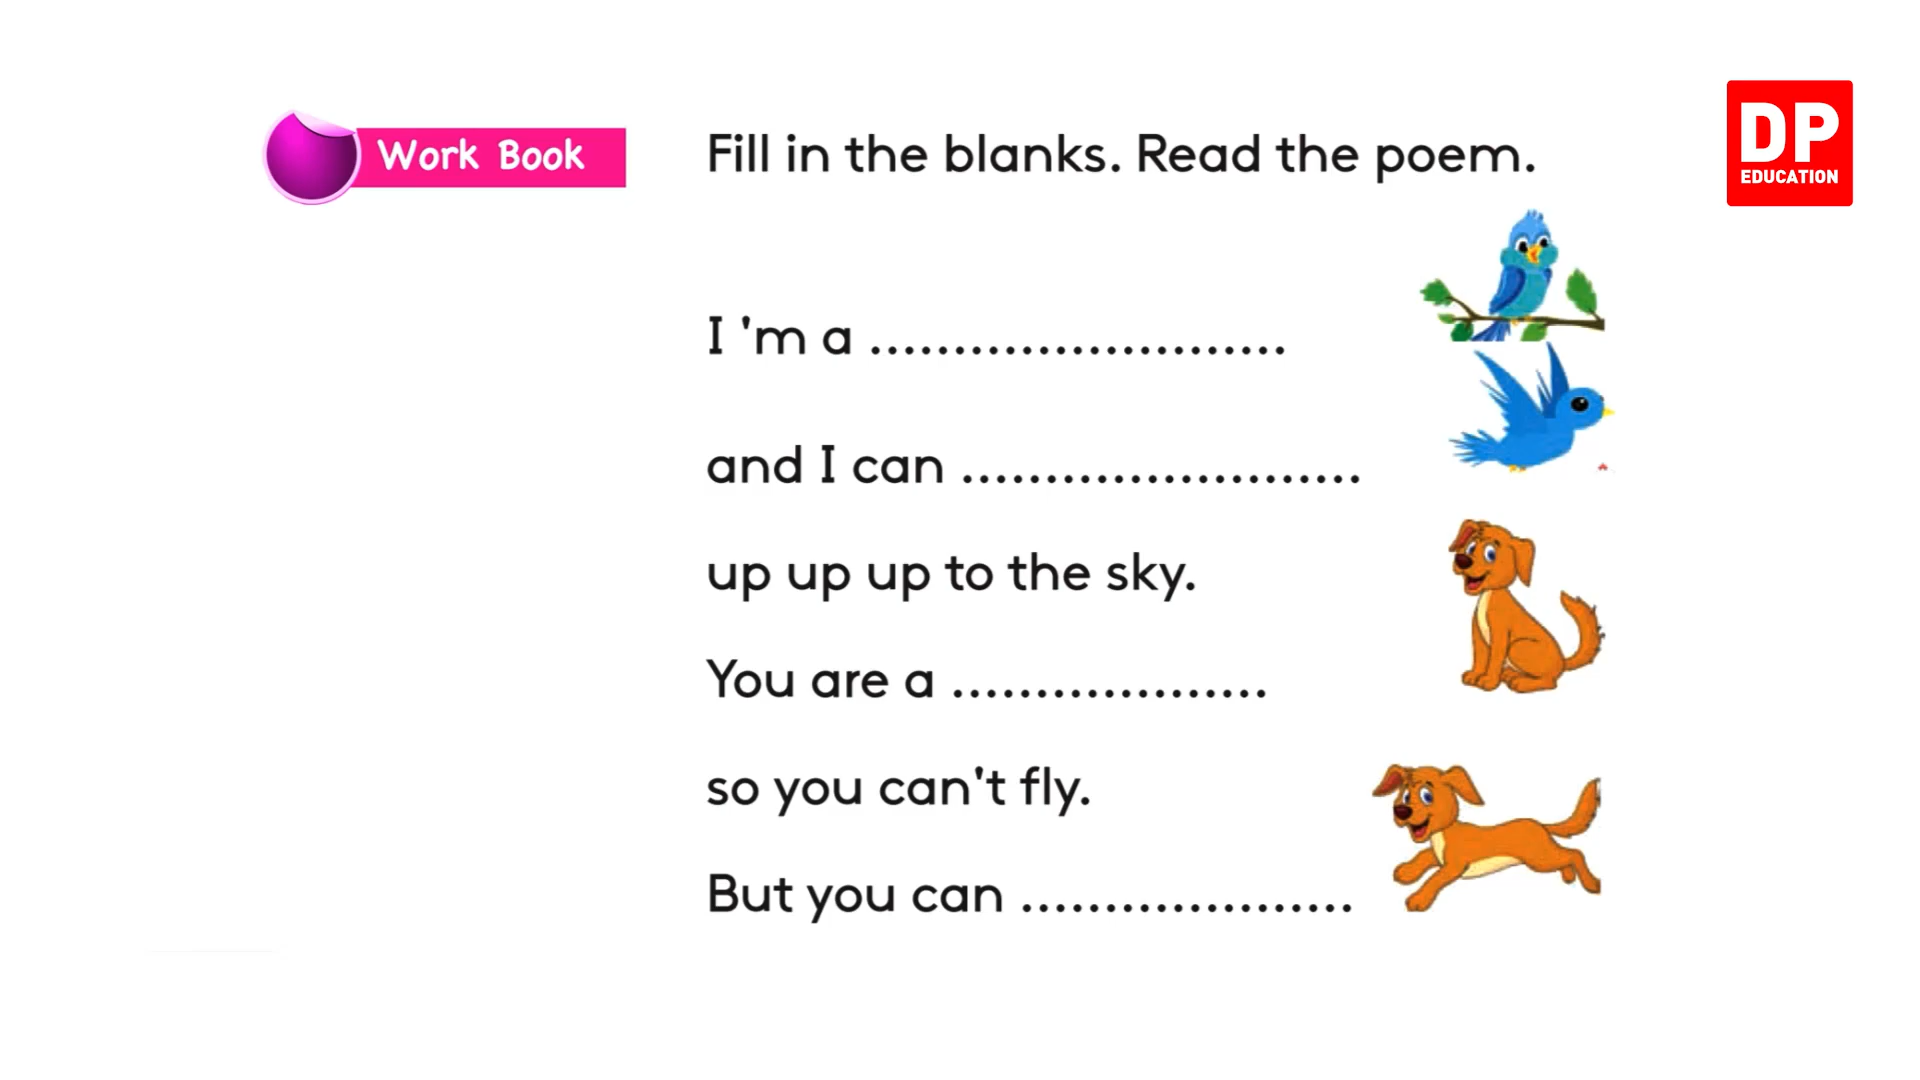 Work Book
Fill in the blanks. Read the poem.
DP
EDUCATION
I 'm a .........................
and I can ........................
up up up to the sky.
You are a ...................
so you can't fly.
But you can ....................